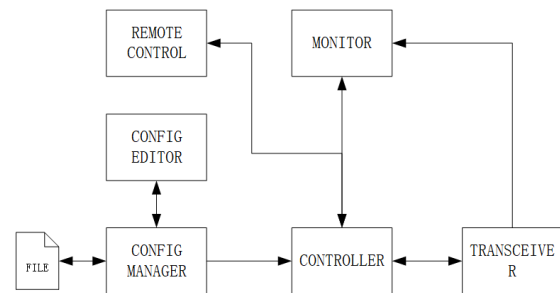 REMOTE
CONTROL
MONITOR
CONFIG
EDITOR
FILE
CONFIG
MANAGER
CONTROLLER
TRANSCEIVE
R